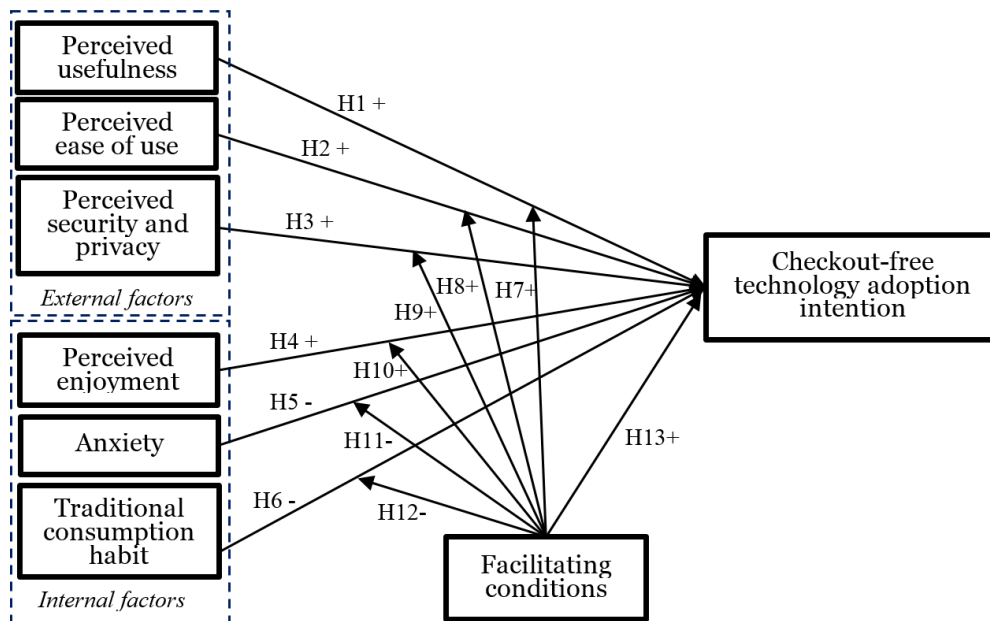 Perceived
usefulness
Perceived
ease of use
Perceived
security and
privacy
External factors
Perceived
enjoyment
Anxiety
Traditional
consumption
habit
Internal factors
H1 +
H2 +
H3 +
H8+
H7+
H9+
H4 +
H10+
H5 -
H11-
H6 -
H12-
H13+
Checkout-free
technology adoption
intention
Facilitating
conditions